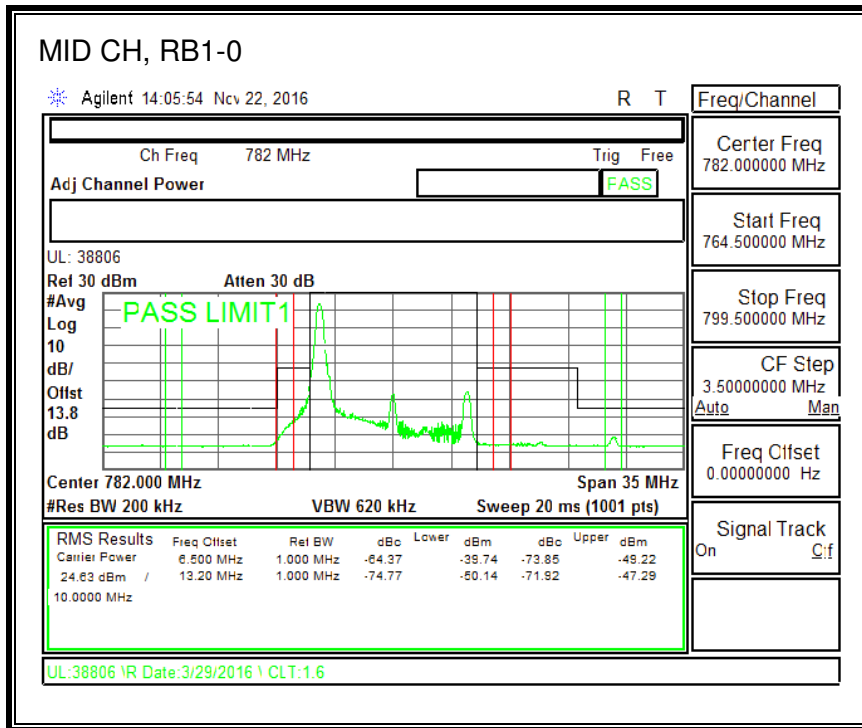 MID CH, RB1-0
Agilent 14:05:54 Nov 22, 2016 R T
Freq/Channel
Ch Freq 782 MHz Trig Free
Adj Channel Power PASS
Center Freq
782.000000 MHz
Start Freq
764.500000 MHz
Stop Freq
799.500000 MHz
CF Step
3.50000000 MHz
Auto Man
Freq Offset
0.00000000 Hz
Signal Track
On Off
UL: 38806
Ref 30 dBm Atten 30 dB
#Avg
Log
10
dB/
Offst
13.8
dB
PASS LIMIT1
Center 782.000 MHz Span 35 MHz
#Res BW 200 kHz VBW 620 kHz Sweep 20 ms (1001 pts)
RMS Results Freq Offset Ref BW dBc Lower dBm dBc Upper dBm
Carrier Power 6.500 MHz 1.000 MHz -64.37 -39.74 -73.85 -49.22
24.63 dBm / 13.20 MHz 1.000 MHz -74.77 -50.14 -71.92 -47.29
10.0000 MHz
UL:38806 \R Date:3/29/2016 \ CLT:1.6